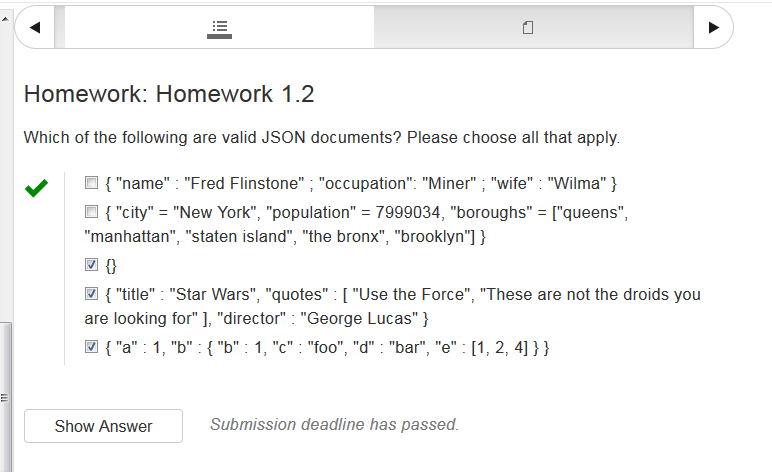 Homework: Homework 1.2
Which of the following are valid JSON documents? Please choose all that apply.
{ "name" : "Fred Flinstone" ; "occupation": "Miner" ; "wife" : "Wilma" }
{ "city" = "New York", "population" = 7999034, "boroughs" = ["queens",
"manhattan", "staten island", "the bronx", "brooklyn"] }
{}
{ "title" : "Star Wars", "quotes" : [ "Use the Force", "These are not the droids you
are looking for" ], "director" : "George Lucas" }
{ "a" : 1, "b" : { "b" : 1, "c" : "foo", "d" : "bar", "e" : [1, 2, 4] } }
Show Answer Submission deadline has passed.